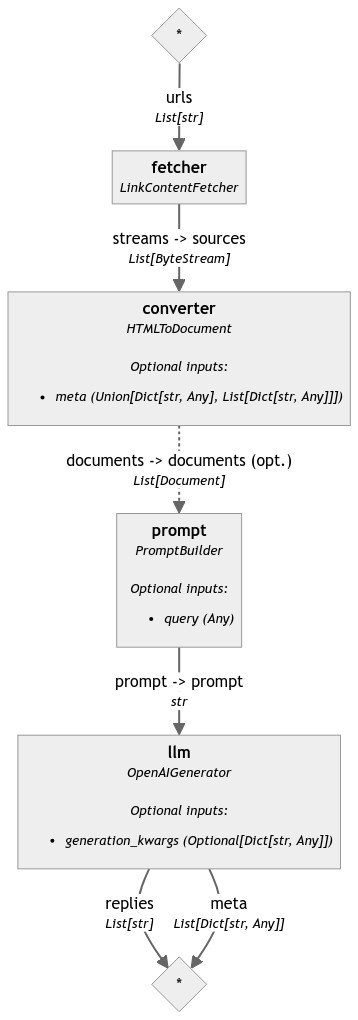 *
urls
List[str]
fetcher
LinkContentFetcher
streams -> sources
List[ByteStream]
converter
HTMLToDocument
Optional inputs:
• meta (Union[Dict[str, Any], List[Dict[str, Any]]])
documents -> documents (opt.)
List[Document]
prompt
PromptBuilder
Optional inputs:
• query (Any)
prompt -> prompt
str
llm
OpenAIGenerator
Optional inputs:
• generation_kwargs (Optional[Dict[str, Any]])
replies meta
List[str] List[Dict[str, Any]]
*